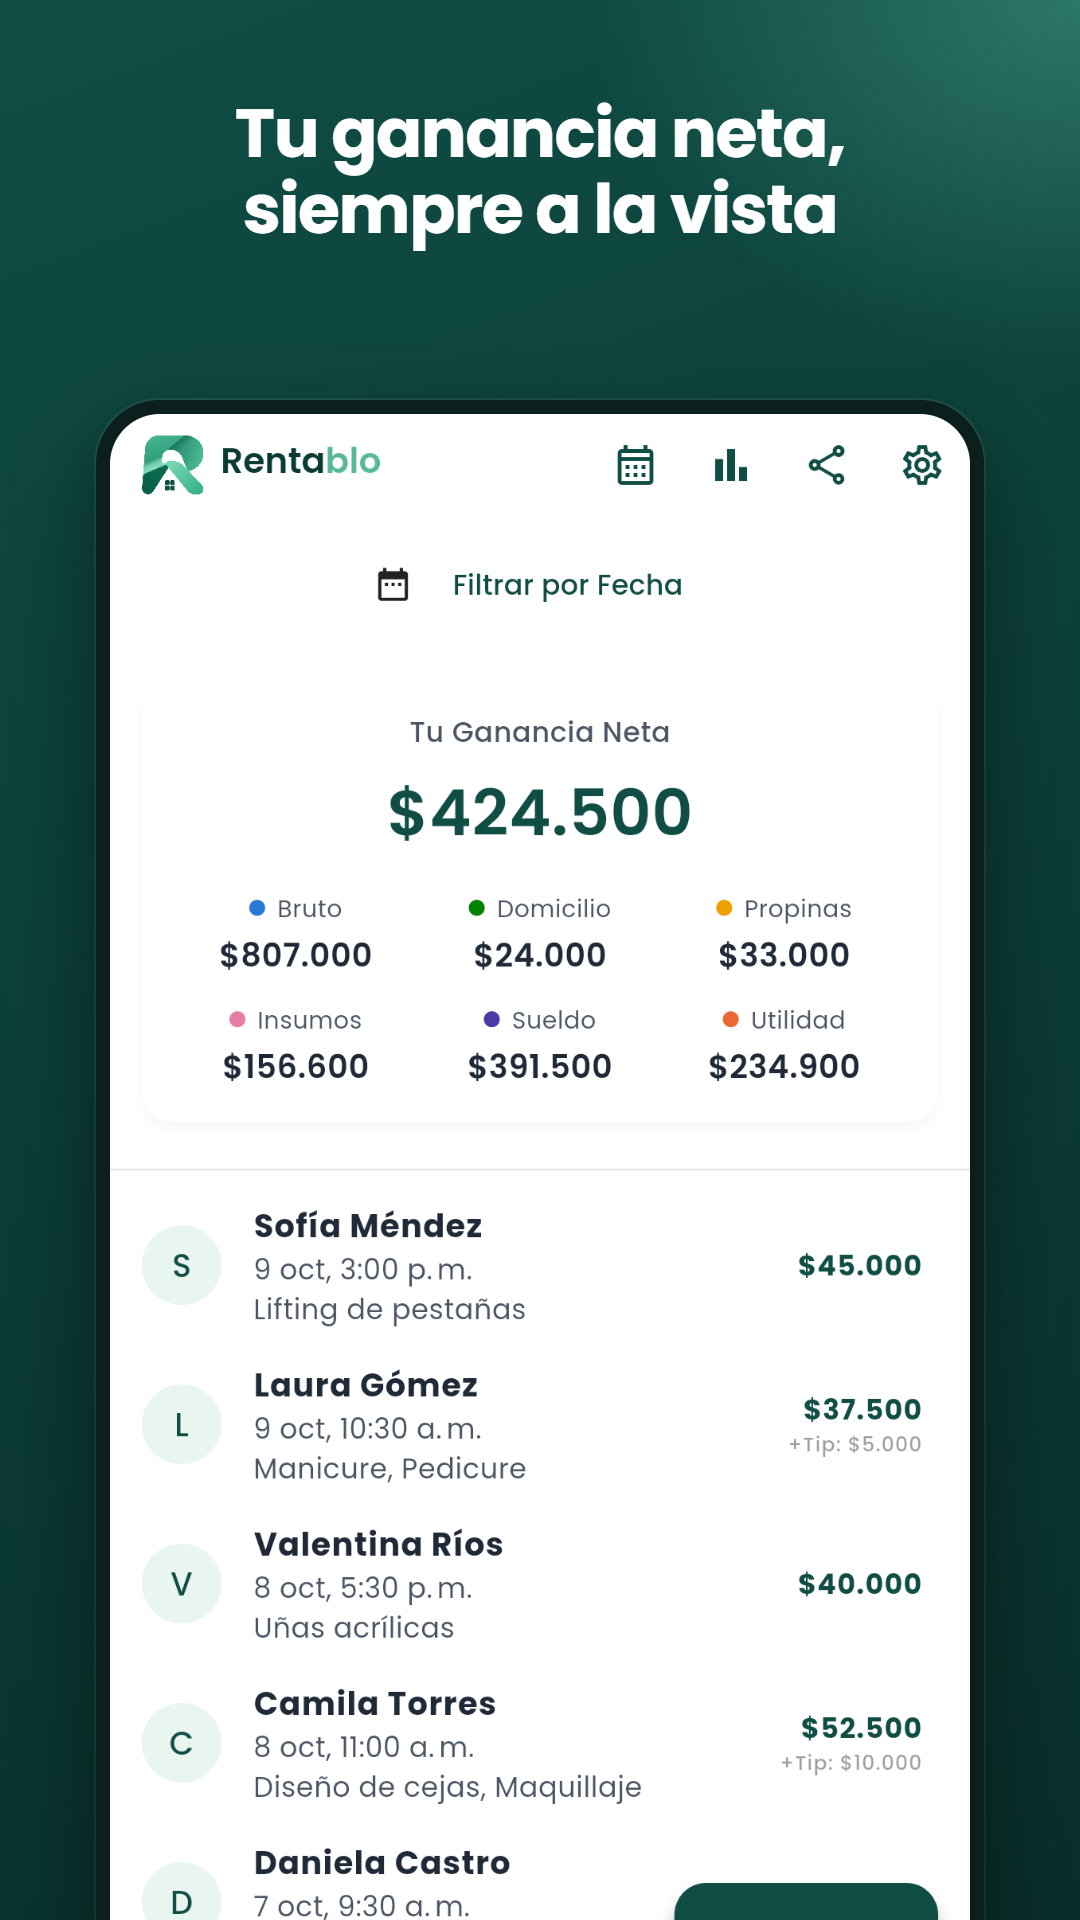 Tu ganancia neta,
siempre a la vista
Rentablo
Filtrar por Fecha
Tu Ganancia Neta
$424.500
Bruto Domicilio Propinas
$807.000 $24.000 $33.000
Insumos Sueldo Utilidad
$156.600 $391.500 $234.900
Sofía Méndez
S
9 oct, 3:00 p. m.
$45.000
Lifting de pestañas
Laura Gómez
L
9 oct, 10:30 a. m.
$37.500
+Tip: $5.000
Manicure, Pedicure
Valentina Ríos
V
8 oct, 5:30 p. m.
$40.000
Uñas acrílicas
Camila Torres
C
8 oct, 11:00 a. m.
$52.500
+Tip: $10.000
Diseño de cejas, Maquillaje
Daniela Castro
D
7 oct, 9:30 a. m.